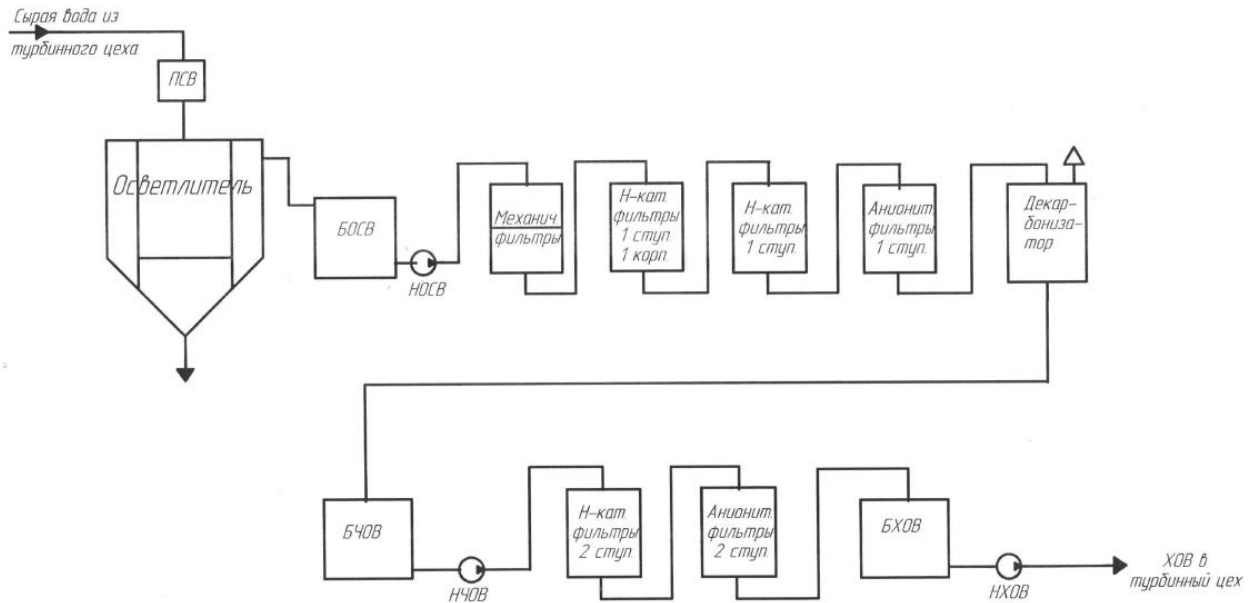 Сырая вода из
турбинного цеха
ПСВ
Осветлитель
БОСВ
НОСВ
Механич.
фильтры
Н-кат.
фильтры
1 ступ.
1 корп.
Н-кат.
фильтры
1 ступ.
Анионит.
фильтры
1 ступ.
Декар-
бониза-
тор
БЧОВ
НЧОВ
Н-кат.
фильтры
2 ступ.
Анионит.
фильтры
2 ступ.
БХОВ
НХОВ
ХОВ в
турбинный цех